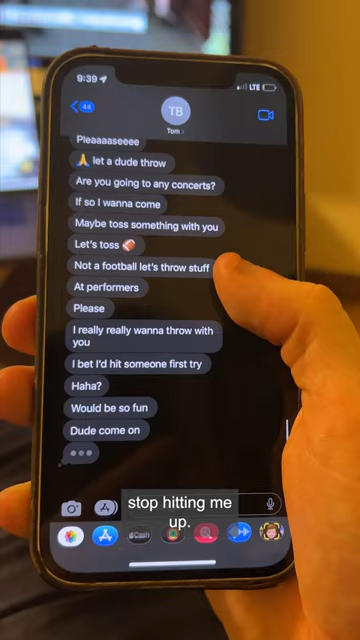 9:39
LTE
44
TB
Tom
Pleaaaaseeee
🙏 let a dude throw
Are you going to any concerts?
If so I wanna come
Maybe toss something with you
Let's toss 🏈
Not a football let's throw stuff
At performers
Please
I really really wanna throw with
you
I bet I'd hit someone first try
Haha?
Would be so fun
Dude come on
stop hitting me
up.
Cash